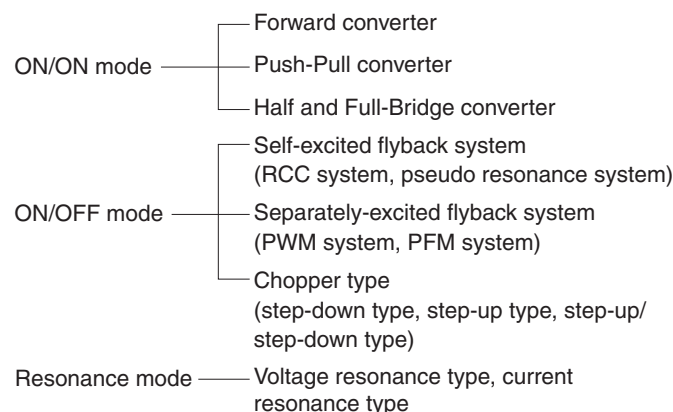 Forward converter
ON/ON mode
Push-Pull converter
Half and Full-Bridge converter
Self-excited flyback system
(RCC system, pseudo resonance system)
ON/OFF mode
Separately-excited flyback system
(PWM system, PFM system)
Chopper type
(step-down type, step-up type, step-up/
step-down type)
Resonance mode
Voltage resonance type, current
resonance type